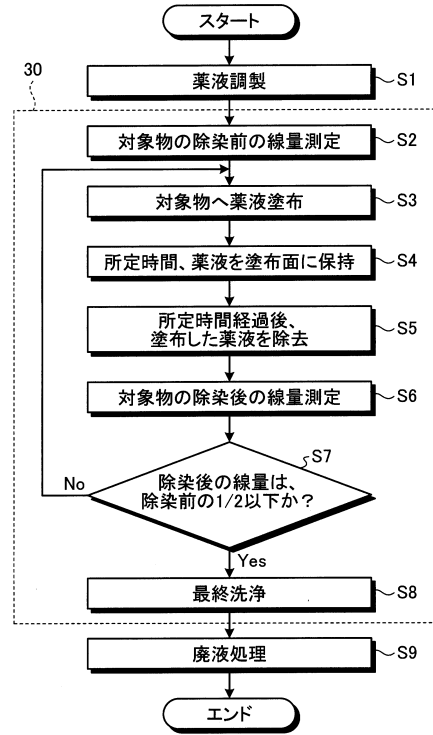 スタート
30
薬液調製
S1
対象物の除染前の線量測定
S2
対象物へ薬液塗布
S3
所定時間、薬液を塗布面に保持
S4
所定時間経過後、
塗布した薬液を除去
S5
対象物の除染後の線量測定
S6
S7
除染後の線量は、
除染前の1/2以下か?
No
Yes
最終洗浄
S8
廃液処理
S9
エンド